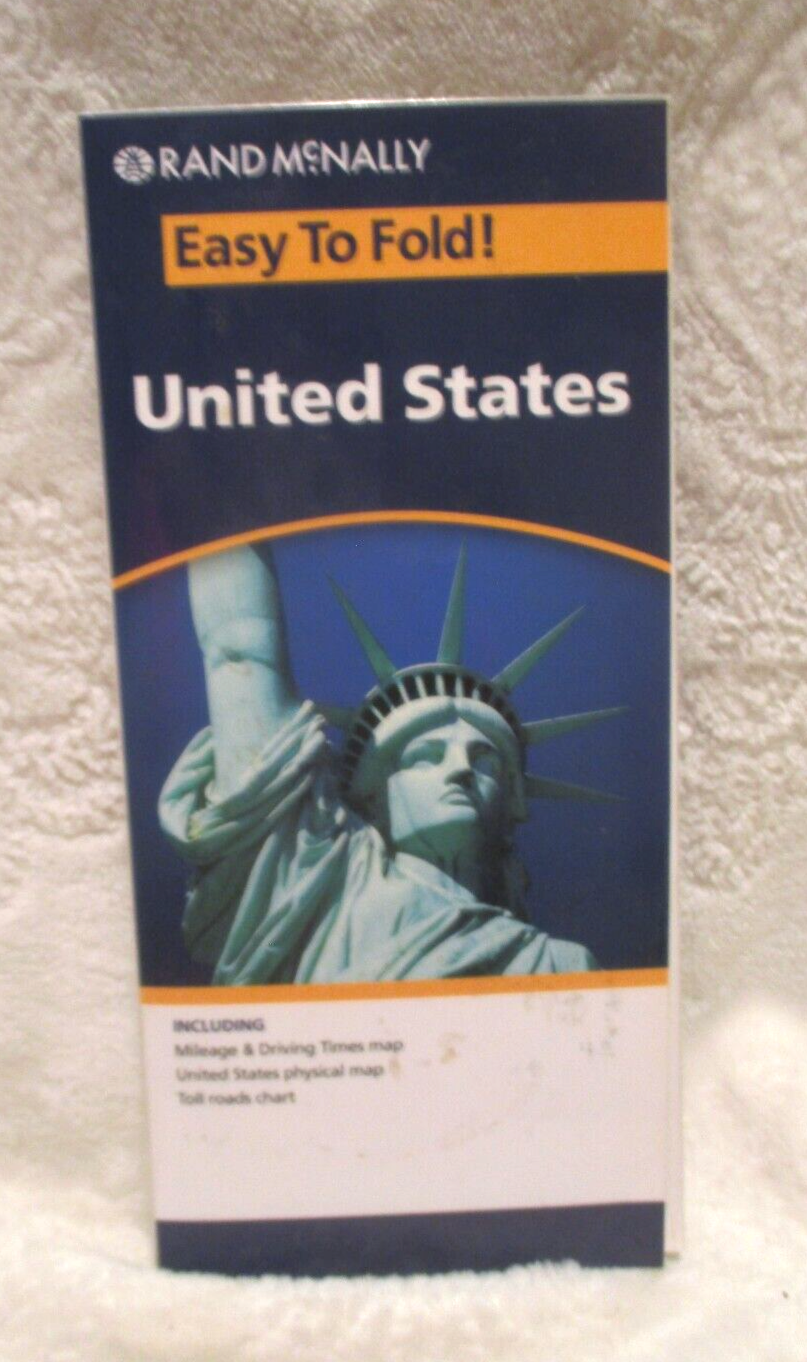 RAND McNALLY
Easy To Fold!
United States
INCLUDING
Mileage & Driving Times map
United States physical map
Toll roads chart